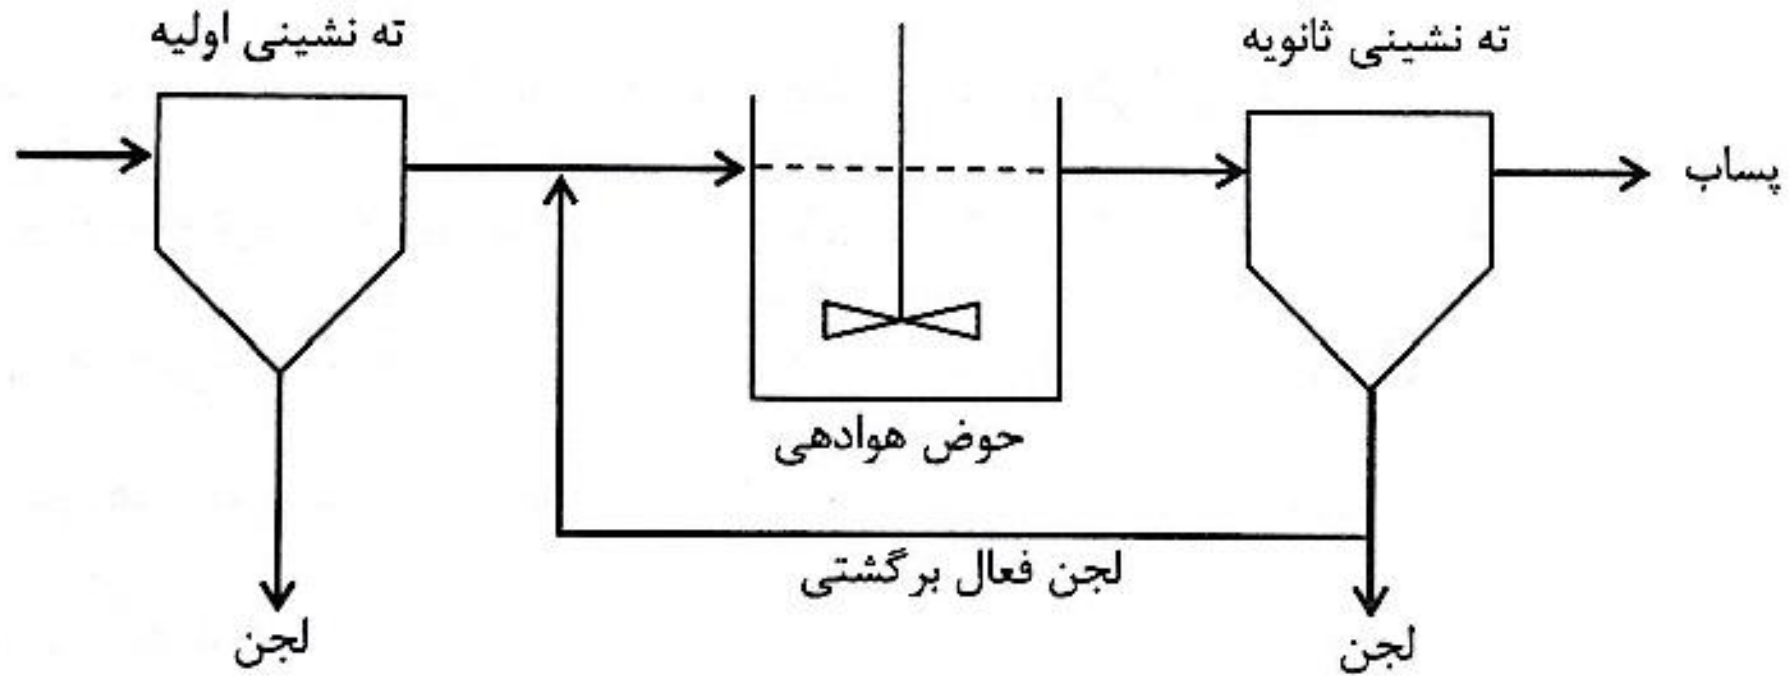 ته نشینی اولیه
ته نشینی ثانویه
پساب
حوض هوادهی
لجن فعال برگشتی
لجن
لجن